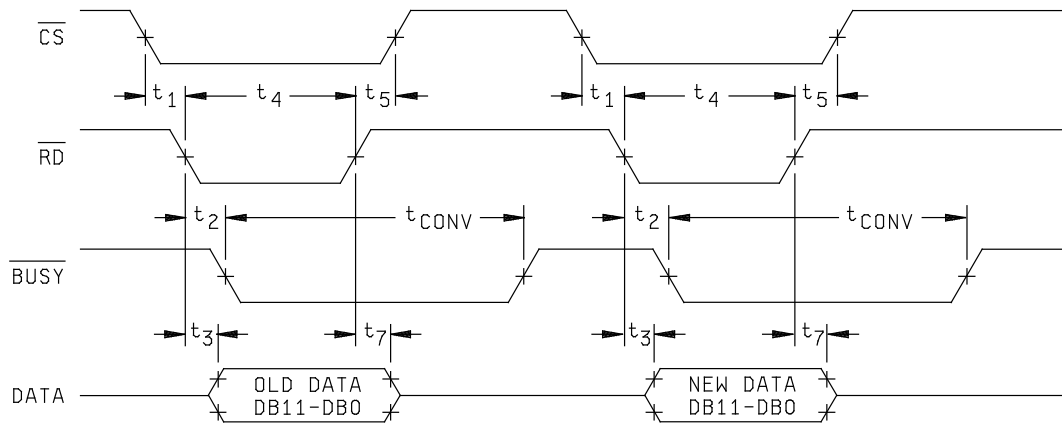 CS
t1 t4 t5 t1 t4 t5
RD
t2 tCONV t2 tCONV
BUSY
t3 t7 t3 t7
DATA
OLD DATA
DB11-DB0
NEW DATA
DB11-DB0